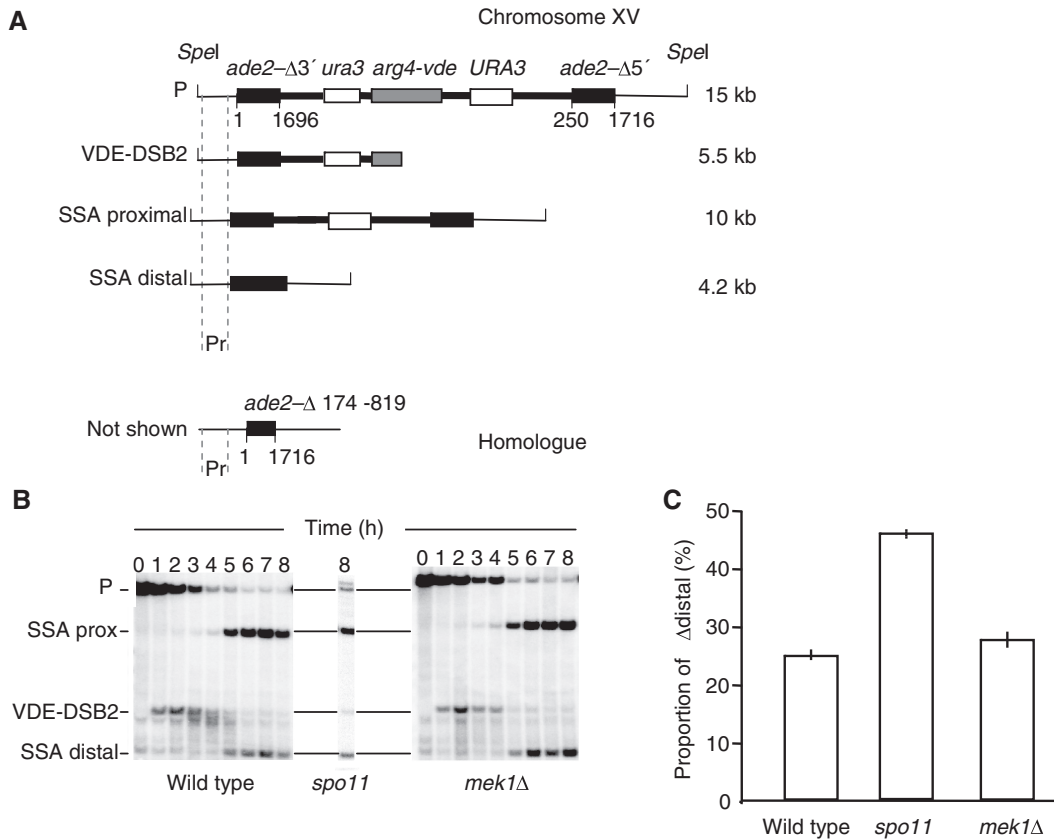 A
Chromosome XV
SpeI
SpeI
ade2–Δ3´ ura3 arg4-vde URA3 ade2–Δ5´
P
15 kb
1 1696 250 1716
VDE-DSB2
5.5 kb
SSA proximal
10 kb
SSA distal
4.2 kb
Pr
ade2–Δ 174 -819
Not shown
Homologue
1 1716
Pr
B
Time (h)
0 1 2 3 4 5 6 7 8
8
0 1 2 3 4 5 6 7 8
P
SSA prox
VDE-DSB2
SSA distal
Wild type
spo11
mek1Δ
C
Proportion of Δdistal (%)
50
40
30
20
10
0
Wild type
spo11
mek1Δ